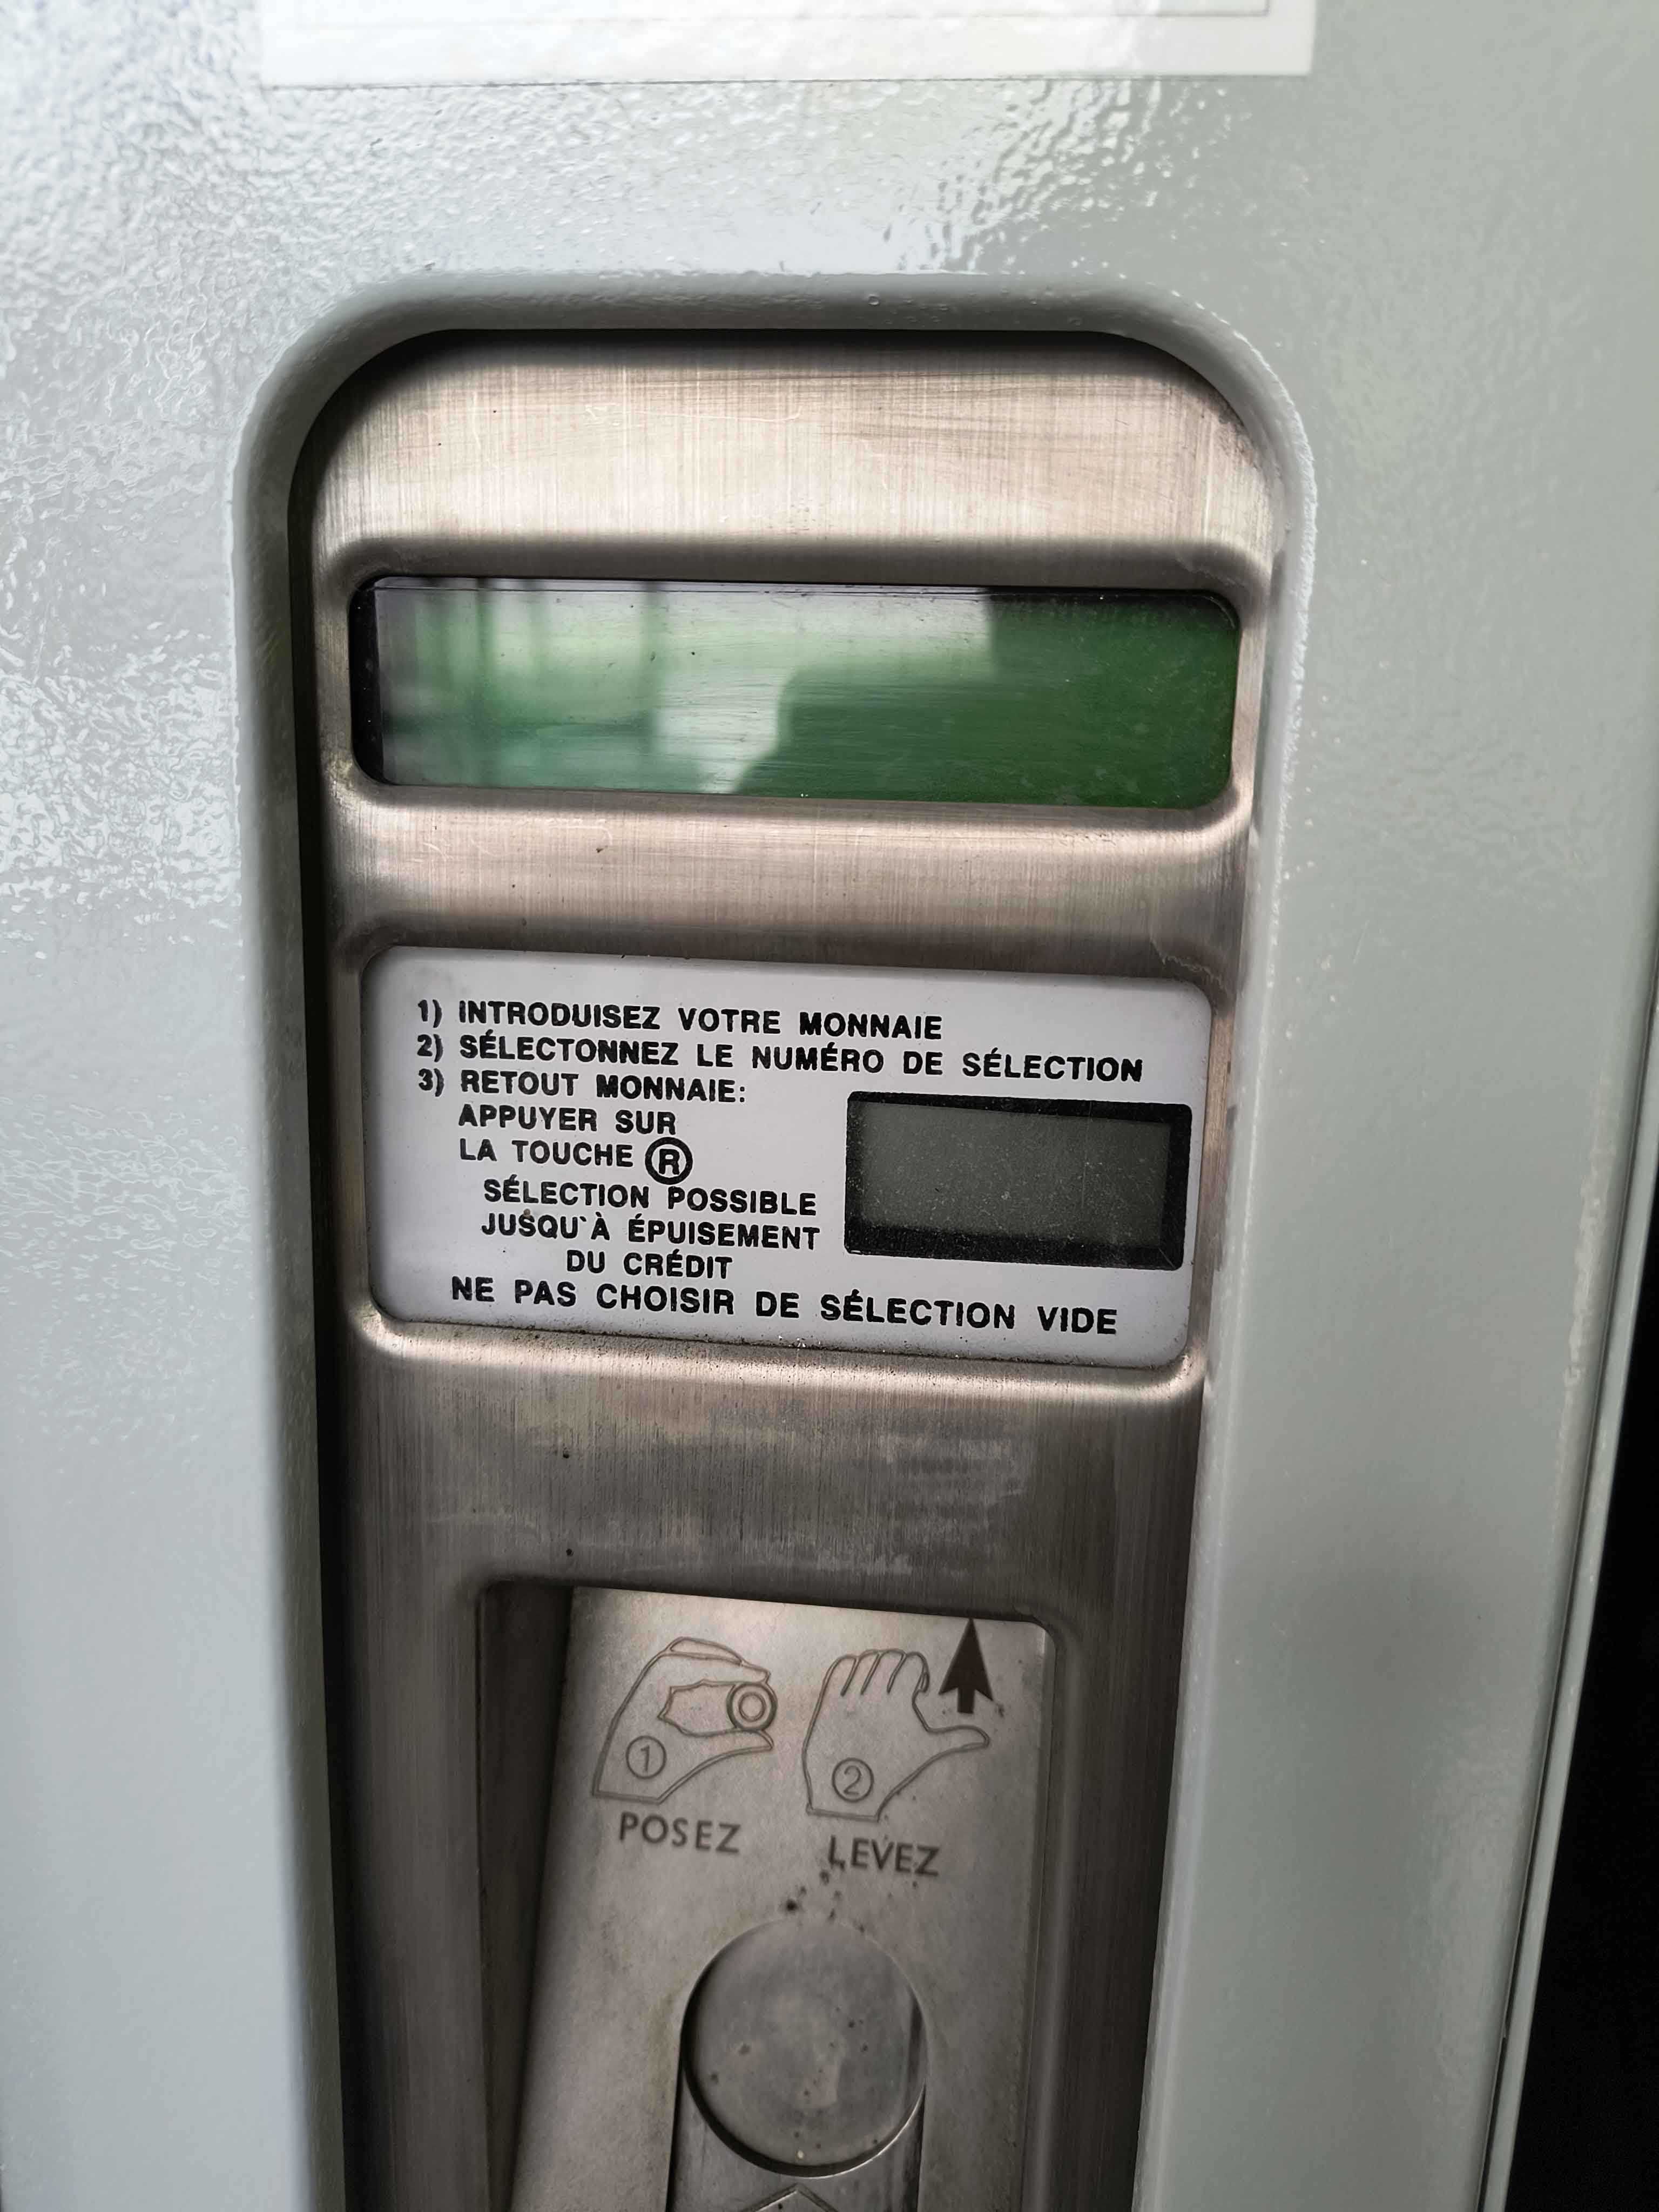 1) INTRODUISEZ VOTRE MONNAIE
2) SÉLECTONNEZ LE NUMÉRO DE SÉLECTION
3) RETOUT MONNAIE:
APPUYER SUR
LA TOUCHE Ⓡ
SÉLECTION POSSIBLE
JUSQU`À ÉPUISEMENT
DU CRÉDIT
NE PAS CHOISIR DE SÉLECTION VIDE
① ②
POSEZ LEVEZ